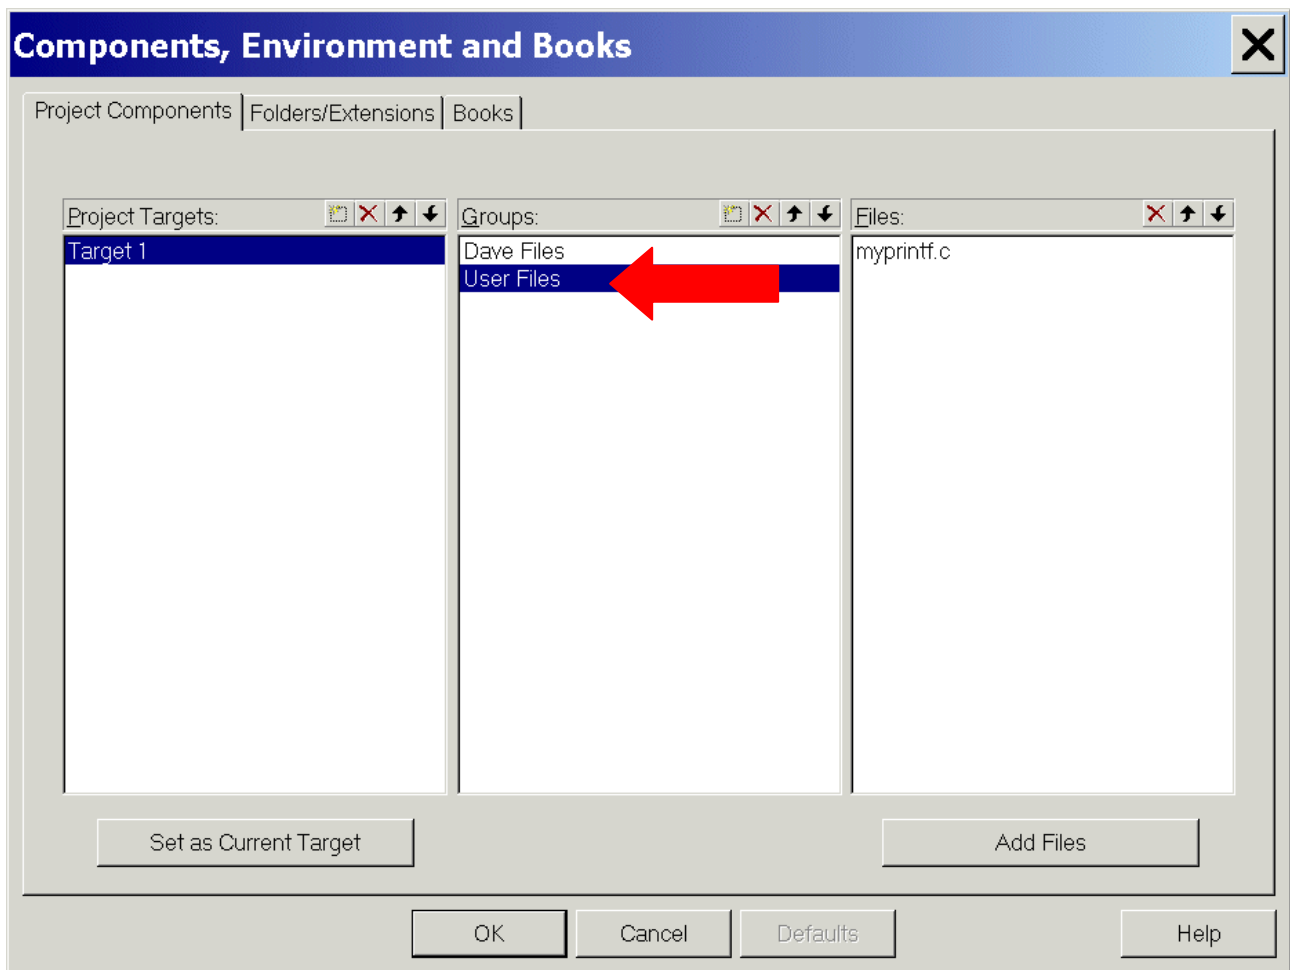 Components, Environment and Books
Project Components Folders/Extensions Books
Project Targets: Groups: Files:
Target 1 Dave Files myprintf.c
User Files
Set as Current Target Add Files
OK Cancel Defaults Help